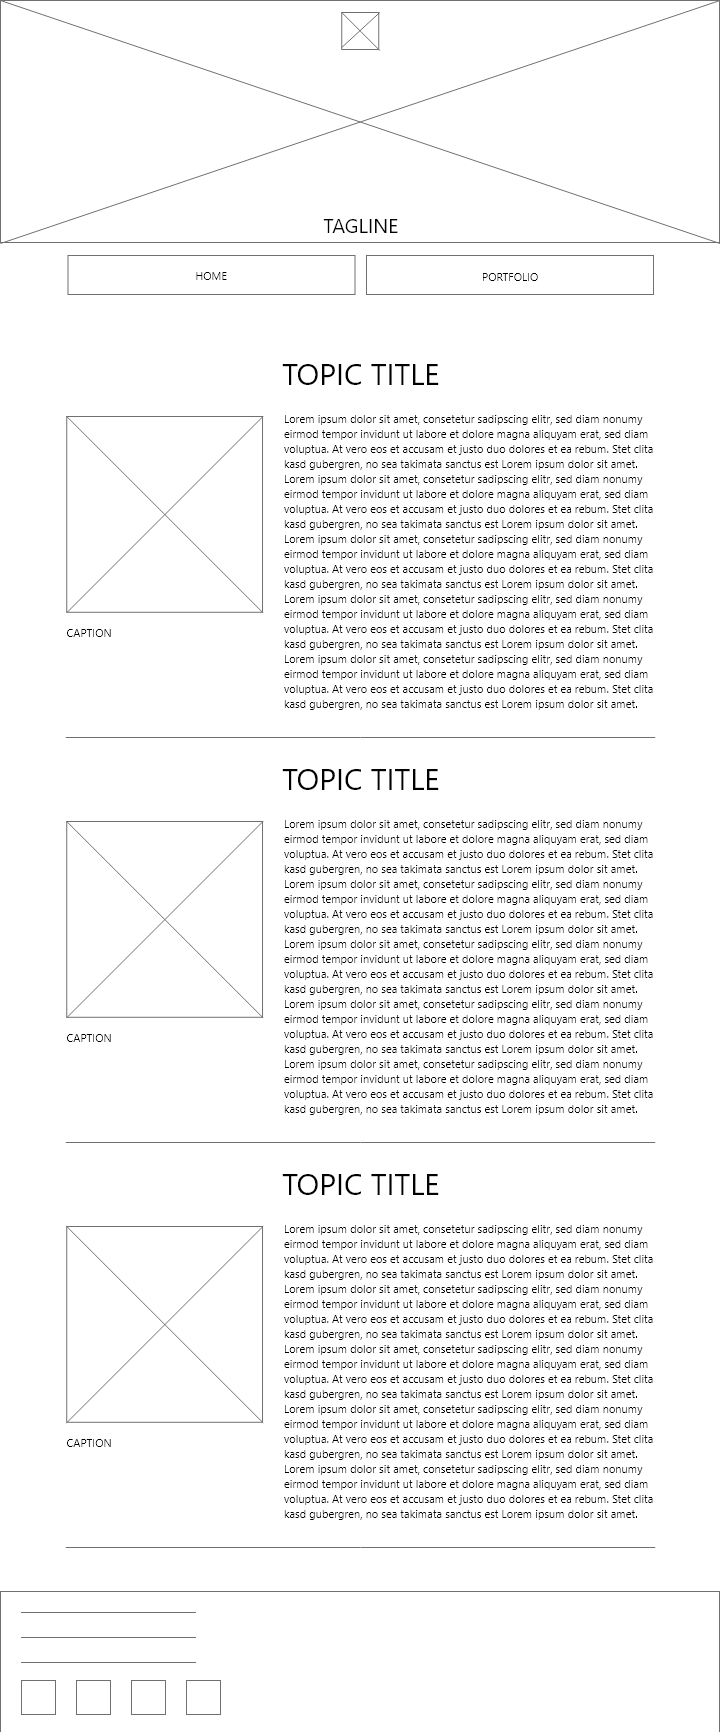 TAGLINE
HOME
PORTFOLIO
TOPIC TITLE
Lorem ipsum dolor sit amet, consetetur sadipscing elitr, sed diam nonumy
eirmod tempor invidunt ut labore et dolore magna aliquyam erat, sed diam
voluptua. At vero eos et accusam et justo duo dolores et ea rebum. Stet clita
kasd gubergren, no sea takimata sanctus est Lorem ipsum dolor sit amet.
Lorem ipsum dolor sit amet, consetetur sadipscing elitr, sed diam nonumy
eirmod tempor invidunt ut labore et dolore magna aliquyam erat, sed diam
voluptua. At vero eos et accusam et justo duo dolores et ea rebum. Stet clita
kasd gubergren, no sea takimata sanctus est Lorem ipsum dolor sit amet.
Lorem ipsum dolor sit amet, consetetur sadipscing elitr, sed diam nonumy
eirmod tempor invidunt ut labore et dolore magna aliquyam erat, sed diam
voluptua. At vero eos et accusam et justo duo dolores et ea rebum. Stet clita
kasd gubergren, no sea takimata sanctus est Lorem ipsum dolor sit amet.
Lorem ipsum dolor sit amet, consetetur sadipscing elitr, sed diam nonumy
eirmod tempor invidunt ut labore et dolore magna aliquyam erat, sed diam
voluptua. At vero eos et accusam et justo duo dolores et ea rebum. Stet clita
kasd gubergren, no sea takimata sanctus est Lorem ipsum dolor sit amet.
Lorem ipsum dolor sit amet, consetetur sadipscing elitr, sed diam nonumy
eirmod tempor invidunt ut labore et dolore magna aliquyam erat, sed diam
voluptua. At vero eos et accusam et justo duo dolores et ea rebum. Stet clita
kasd gubergren, no sea takimata sanctus est Lorem ipsum dolor sit amet.
CAPTION
TOPIC TITLE
Lorem ipsum dolor sit amet, consetetur sadipscing elitr, sed diam nonumy
eirmod tempor invidunt ut labore et dolore magna aliquyam erat, sed diam
voluptua. At vero eos et accusam et justo duo dolores et ea rebum. Stet clita
kasd gubergren, no sea takimata sanctus est Lorem ipsum dolor sit amet.
Lorem ipsum dolor sit amet, consetetur sadipscing elitr, sed diam nonumy
eirmod tempor invidunt ut labore et dolore magna aliquyam erat, sed diam
voluptua. At vero eos et accusam et justo duo dolores et ea rebum. Stet clita
kasd gubergren, no sea takimata sanctus est Lorem ipsum dolor sit amet.
Lorem ipsum dolor sit amet, consetetur sadipscing elitr, sed diam nonumy
eirmod tempor invidunt ut labore et dolore magna aliquyam erat, sed diam
voluptua. At vero eos et accusam et justo duo dolores et ea rebum. Stet clita
kasd gubergren, no sea takimata sanctus est Lorem ipsum dolor sit amet.
Lorem ipsum dolor sit amet, consetetur sadipscing elitr, sed diam nonumy
eirmod tempor invidunt ut labore et dolore magna aliquyam erat, sed diam
voluptua. At vero eos et accusam et justo duo dolores et ea rebum. Stet clita
kasd gubergren, no sea takimata sanctus est Lorem ipsum dolor sit amet.
Lorem ipsum dolor sit amet, consetetur sadipscing elitr, sed diam nonumy
eirmod tempor invidunt ut labore et dolore magna aliquyam erat, sed diam
voluptua. At vero eos et accusam et justo duo dolores et ea rebum. Stet clita
kasd gubergren, no sea takimata sanctus est Lorem ipsum dolor sit amet.
CAPTION
TOPIC TITLE
Lorem ipsum dolor sit amet, consetetur sadipscing elitr, sed diam nonumy
eirmod tempor invidunt ut labore et dolore magna aliquyam erat, sed diam
voluptua. At vero eos et accusam et justo duo dolores et ea rebum. Stet clita
kasd gubergren, no sea takimata sanctus est Lorem ipsum dolor sit amet.
Lorem ipsum dolor sit amet, consetetur sadipscing elitr, sed diam nonumy
eirmod tempor invidunt ut labore et dolore magna aliquyam erat, sed diam
voluptua. At vero eos et accusam et justo duo dolores et ea rebum. Stet clita
kasd gubergren, no sea takimata sanctus est Lorem ipsum dolor sit amet.
Lorem ipsum dolor sit amet, consetetur sadipscing elitr, sed diam nonumy
eirmod tempor invidunt ut labore et dolore magna aliquyam erat, sed diam
voluptua. At vero eos et accusam et justo duo dolores et ea rebum. Stet clita
kasd gubergren, no sea takimata sanctus est Lorem ipsum dolor sit amet.
Lorem ipsum dolor sit amet, consetetur sadipscing elitr, sed diam nonumy
eirmod tempor invidunt ut labore et dolore magna aliquyam erat, sed diam
voluptua. At vero eos et accusam et justo duo dolores et ea rebum. Stet clita
kasd gubergren, no sea takimata sanctus est Lorem ipsum dolor sit amet.
Lorem ipsum dolor sit amet, consetetur sadipscing elitr, sed diam nonumy
eirmod tempor invidunt ut labore et dolore magna aliquyam erat, sed diam
voluptua. At vero eos et accusam et justo duo dolores et ea rebum. Stet clita
kasd gubergren, no sea takimata sanctus est Lorem ipsum dolor sit amet.
CAPTION